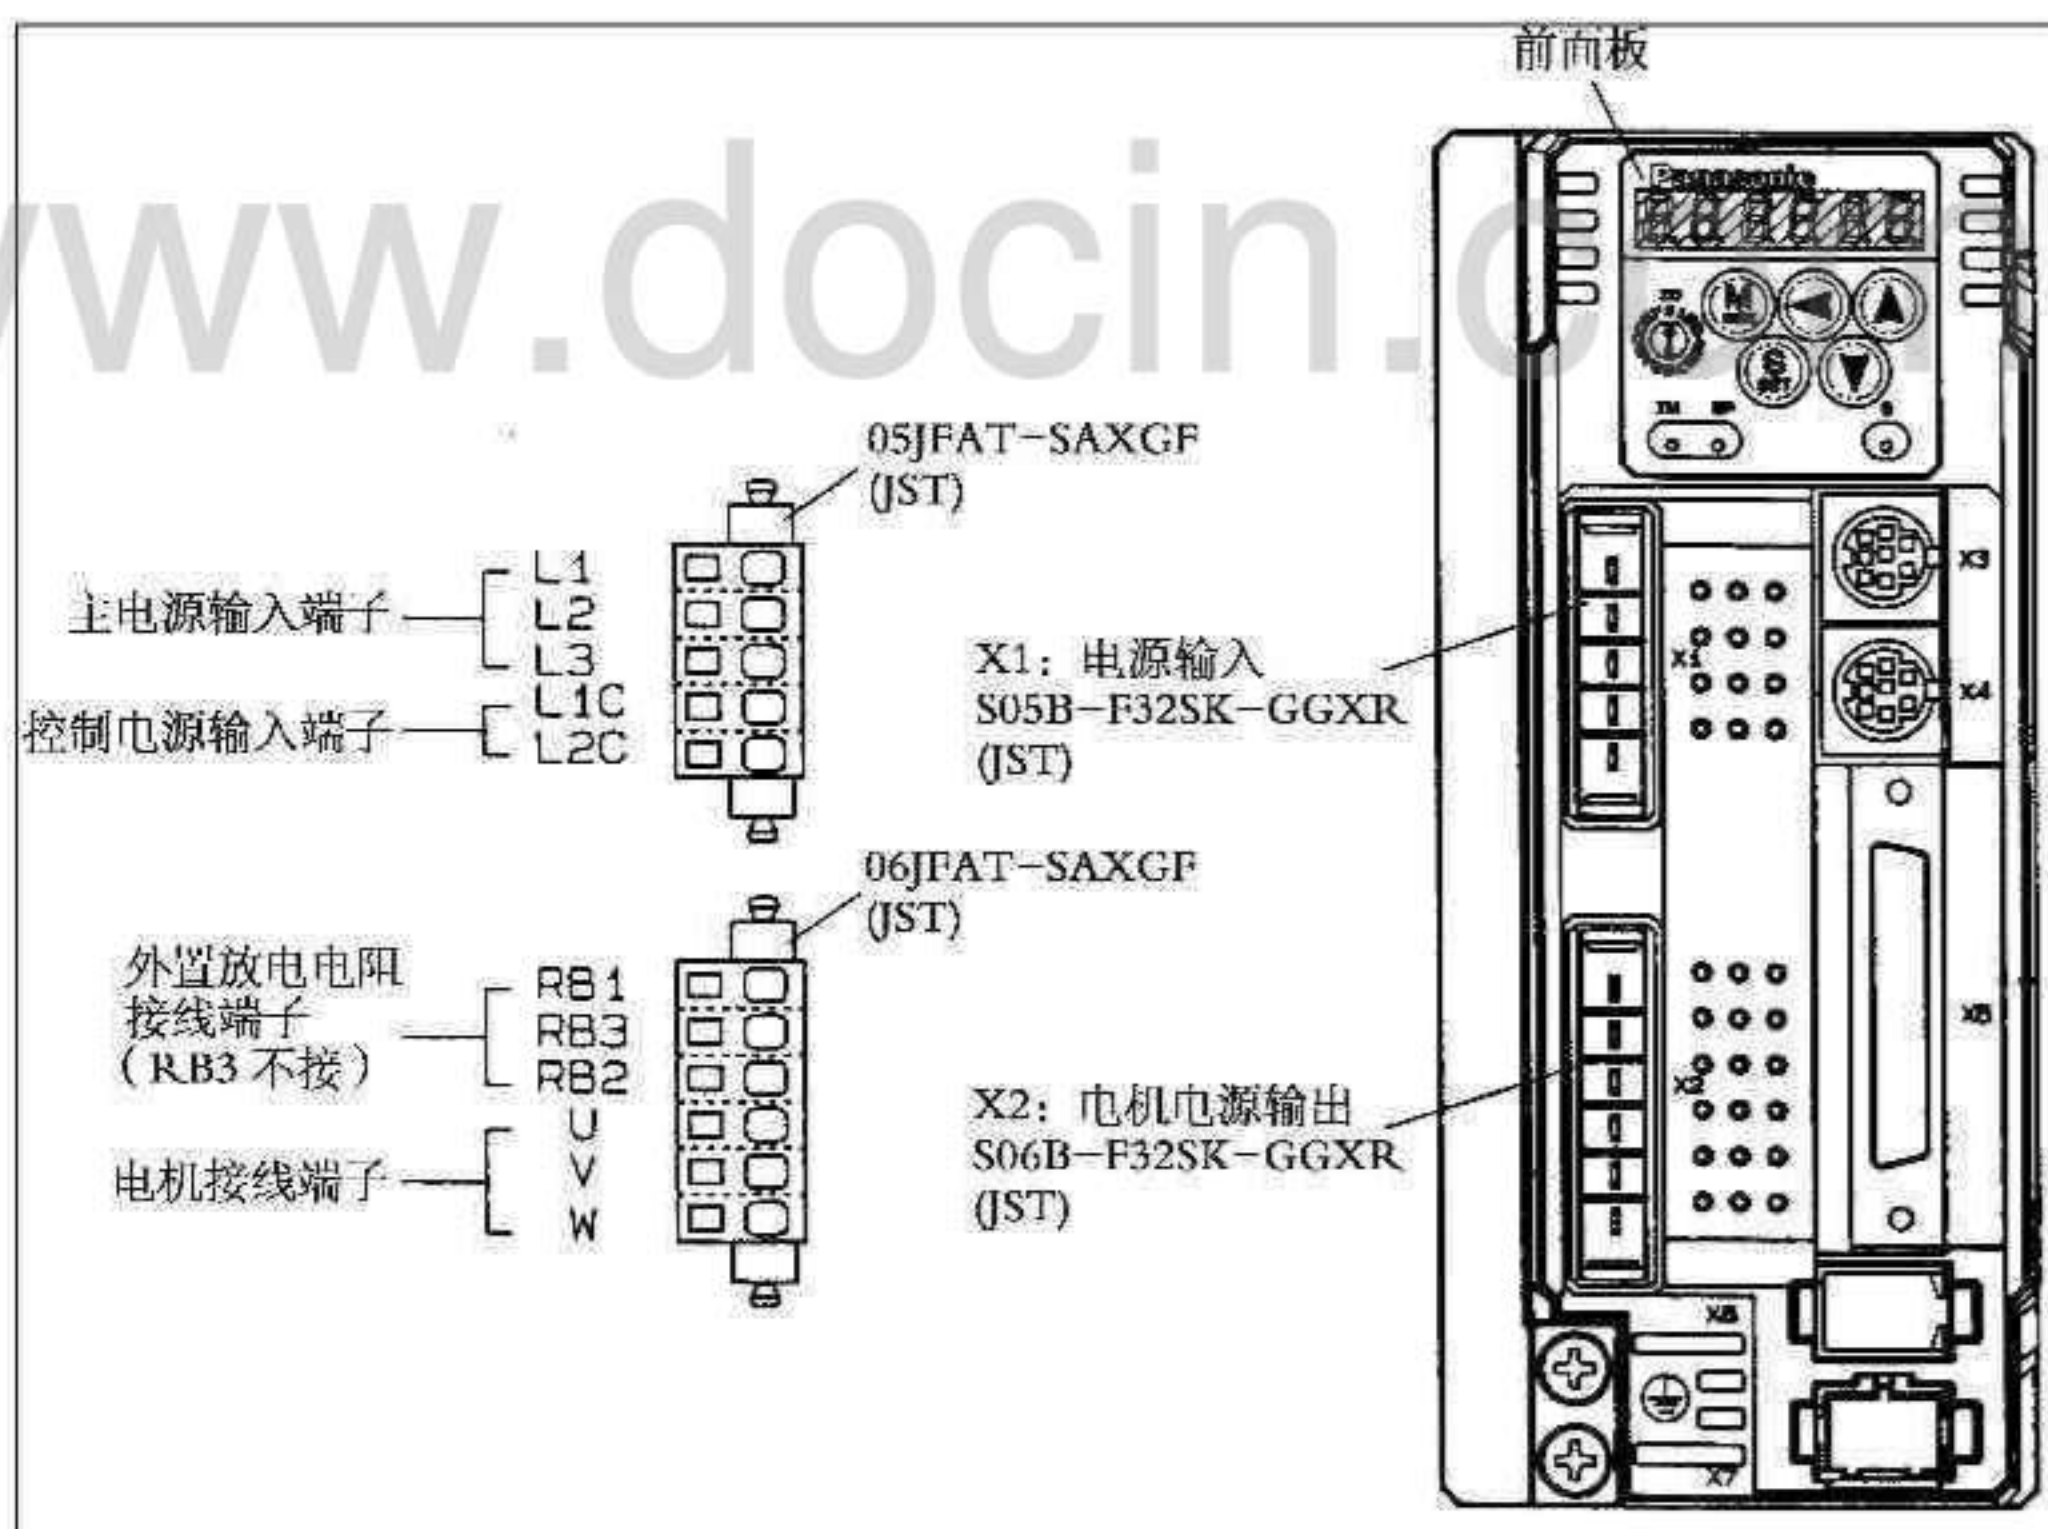 前面板
www.docin.c
Panasonic
M
S
SET
05JFAT-SAXGF
(JST)
L1
主电源输入端子
L2
L3
L1C
控制电源输入端子
L2C
X1：电源输入
S05B-F32SK-GGXR
(JST)
X1
X3
X4
06JFAT-SAXGF
(JST)
外置放电电阻
接线端子
（RB3 不接）
RB1
RB3
RB2
U
电机接线端子
V
W
X2：电机电源输出
S06B-F32SK-GGXR
(JST)
X2
X5
X6
X7